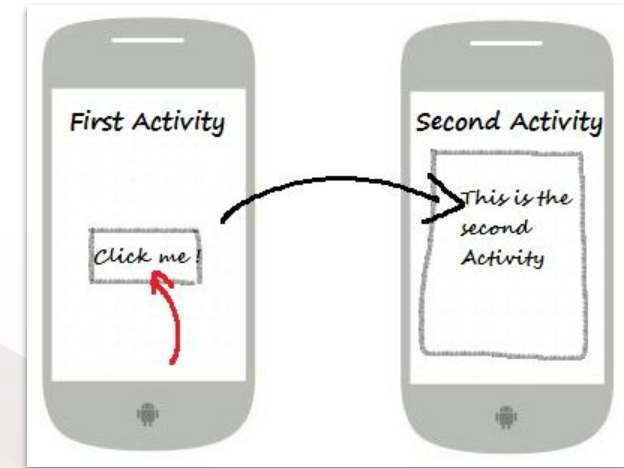 First Activity
Click me !
Second Activity
This is the
second
Activity